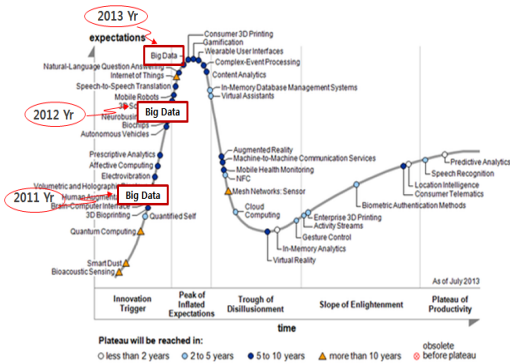 2013 Yr
expectations
Consumer 3D Printing
Gamification
Wearable User Interfaces
Big Data
Complex-Event Processing
Natural-Language Question Answering
Content Analytics
Internet of Things
In-Memory Database Management Systems
Speech-to-Speech Translation
Virtual Assistants
Mobile Robots
3D
2012 Yr
Big Data
Biochips
Autonomous Vehicles
Prescriptive Analytics
Augmented Reality
Machine-to-Machine Communication Services
Affective Computing
Mobile Health Monitoring
Electrovibration
NFC
Predictive Analytics
Speech Recognition
Volumetric and Holographic
Mesh Networks: Sensor
Location Intelligence
2011 Yr
Big Data
Consumer Telematics
Brain-Computer Interface
Biometric Authentication Methods
3D Bioprinting
Quantified Self
Cloud
Computing
Enterprise 3D Printing
Quantum Computing
Activity Streams
Gesture Control
In-Memory Analytics
Virtual Reality
Smart Dust
Bioacoustic Sensing
As of July 2013
Innovation
Trigger
Peak of
Inflated
Expectations
Trough of
Disillusionment
Slope of Enlightenment
Plateau of
Productivity
time
Plateau will be reached in:
less than 2 years
2 to 5 years
5 to 10 years
more than 10 years
obsolete
before plateau